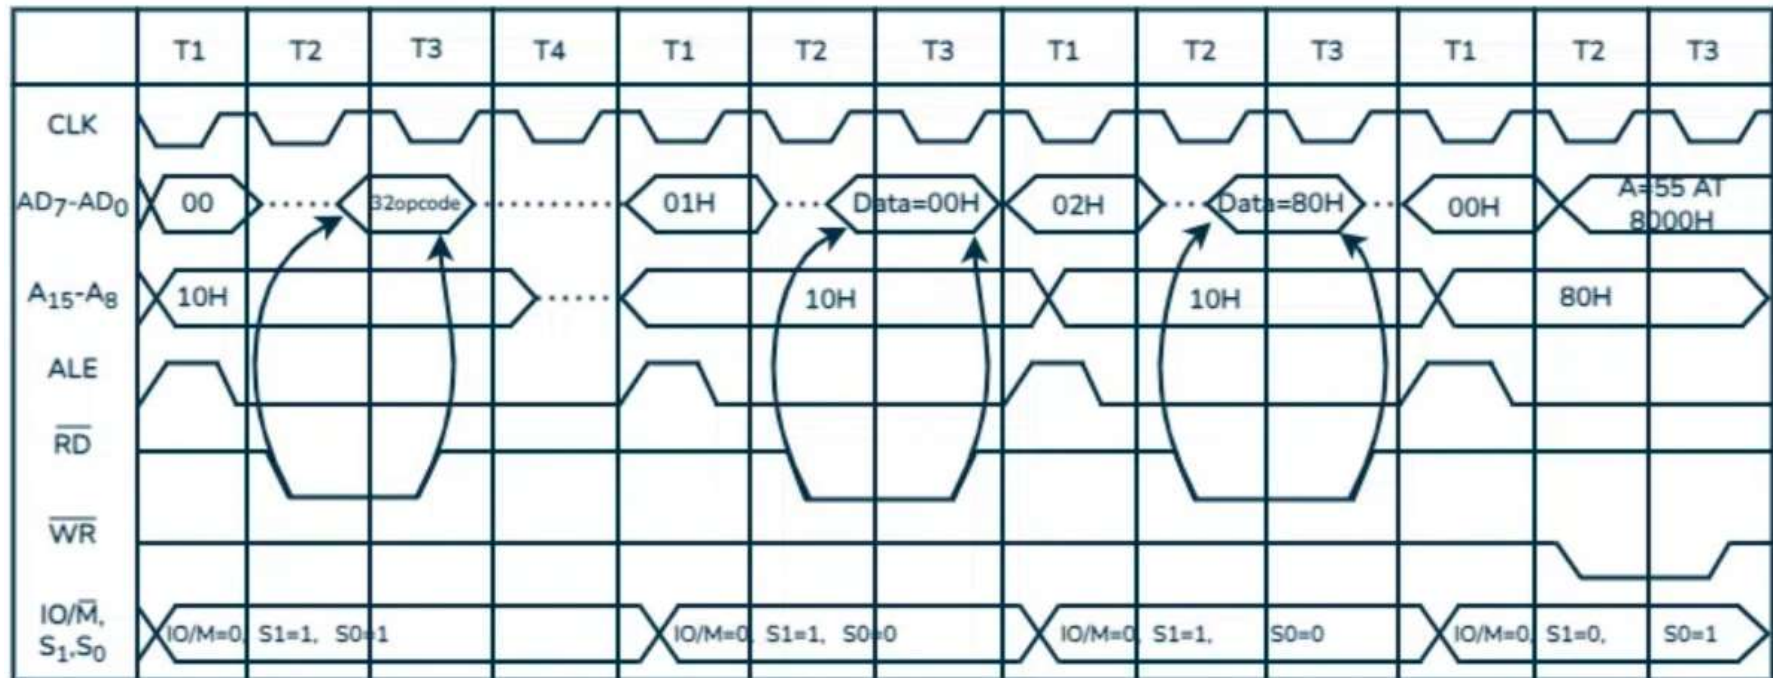 T1 T2 T3 T4 T1 T2 T3 T1 T2 T3 T1 T2 T3
CLK
AD7-AD0 00 32opcode 01H Data=00H 02H Data=80H 00H A=55 AT
8000H
A15-A8 10H 10H 10H 80H
ALE
R̅D̅
W̅R̅
IO/M̅,
S1,S0 IO/M=0, S1=1, S0=1 IO/M=0, S1=1, S0=0 IO/M=0, S1=1, S0=0 IO/M=0, S1=0, S0=1